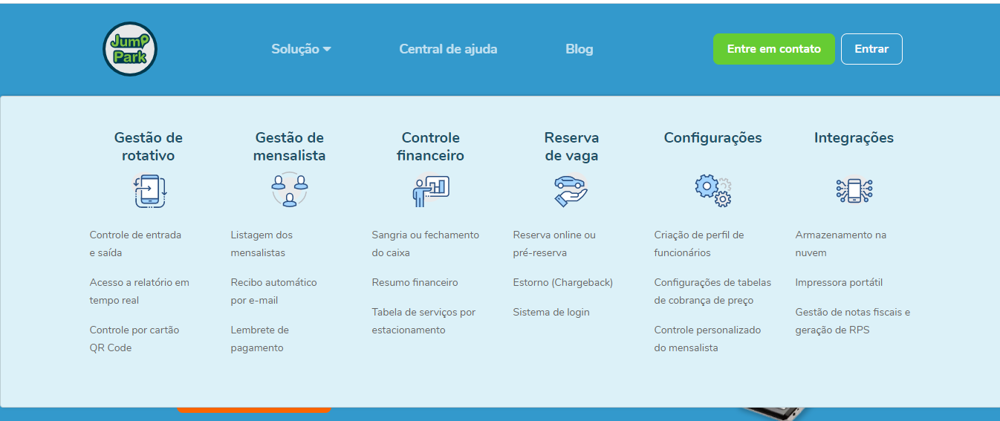 Jump
Park
Solução
Central de ajuda
Blog
Entre em contato
Entrar
Gestão de
rotativo
Controle de entrada
e saída
Acesso a relatório em
tempo real
Controle por cartão
QR Code
Gestão de
mensalista
Listagem dos
mensalistas
Recibo automático
por e-mail
Lembrete de
pagamento
Controle
financeiro
Sangria ou fechamento
do caixa
Resumo financeiro
Tabela de serviços por
estacionamento
Reserva
de vaga
Reserva online ou
pré-reserva
Estorno (Chargeback)
Sistema de login
Configurações
Criação de perfil de
funcionários
Configurações de tabelas
de cobrança de preço
Controle personalizado
do mensalista
Integrações
Armazenamento na
nuvem
Impressora portátil
Gestão de notas fiscais e
geração de RPS